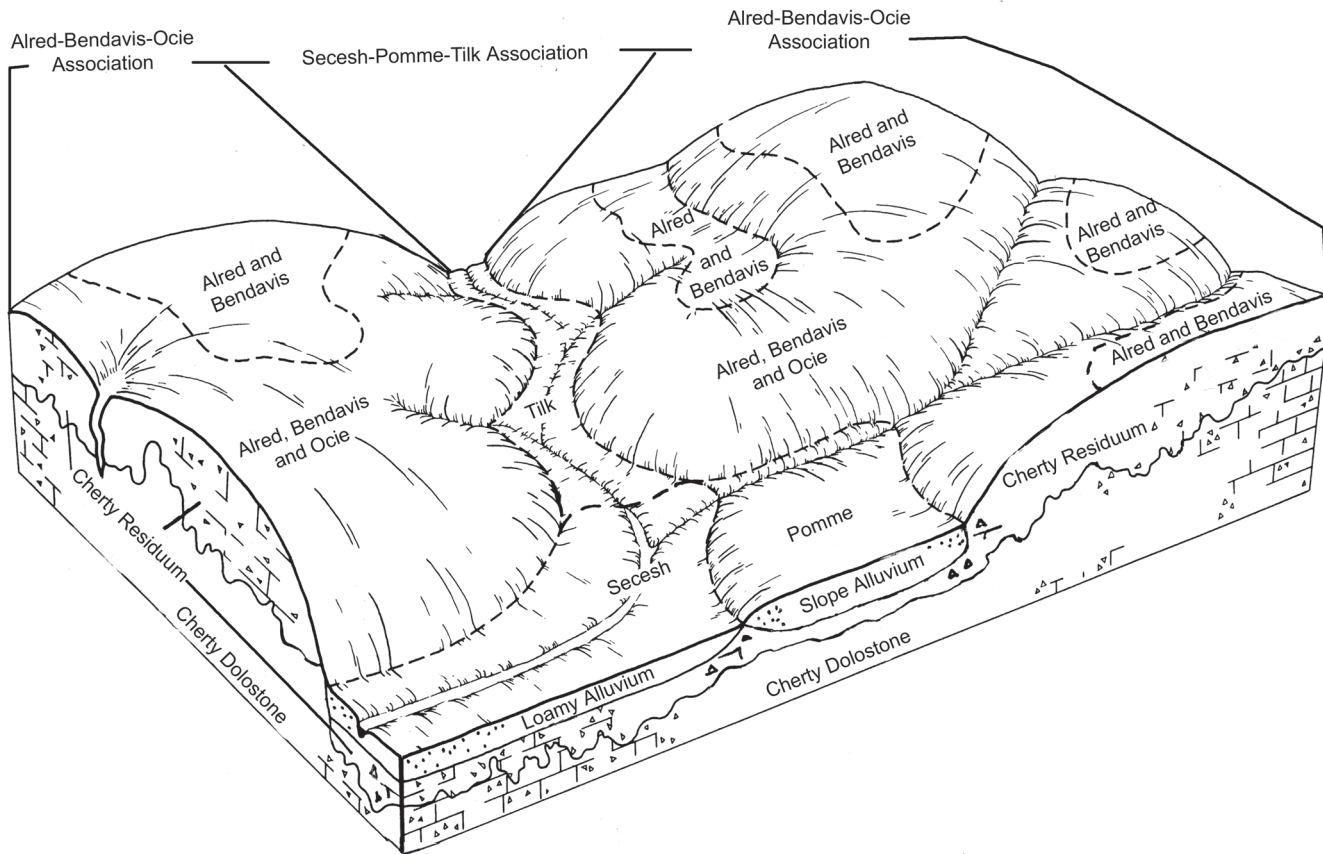 Alred-Bendavis-Ocie
Association
Secesh-Pomme-Tilk Association
Alred-Bendavis-Ocie
Association
Alred and
Bendavis
Alred
and
Bendavis
Alred and
Bendavis
Alred and
Bendavis
Alred and Bendavis
Alred, Bendavis
and Ocie
Tilk
Alred, Bendavis
and Ocie
Cherty Residuum
Cherty Residuum
Pomme
Secesh
Slope Alluvium
Loamy Alluvium
Cherty Dolostone
Cherty Dolostone